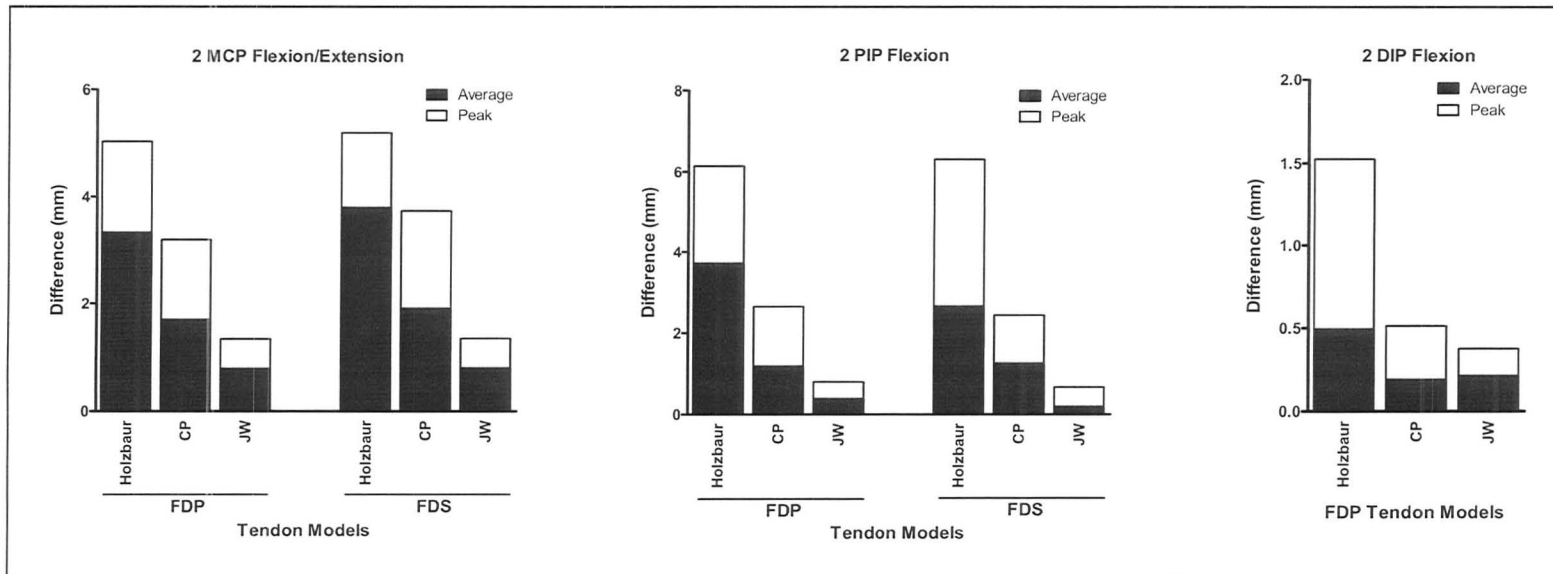 2 MCP Flexion/Extension
Average
Peak
Difference (mm)
6
4
2
0
Holzbaur
CP
JW
Holzbaur
CP
JW
FDP
FDS
Tendon Models
2 PIP Flexion
Average
Peak
Difference (mm)
8
6
4
2
0
Holzbaur
CP
JW
Holzbaur
CP
JW
FDP
FDS
Tendon Models
2 DIP Flexion
Average
Peak
Difference (mm)
2.0
1.5
1.0
0.5
0.0
Holzbaur
CP
JW
FDP Tendon Models